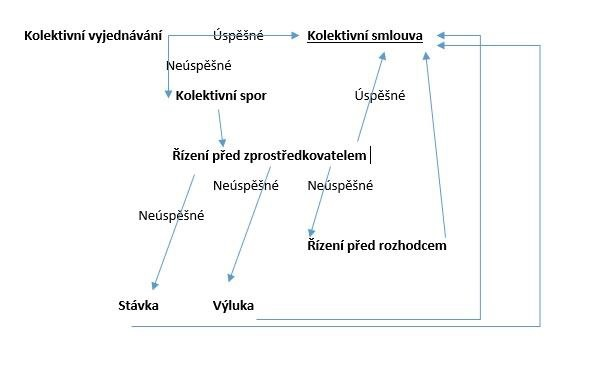 Kolektivní vyjednávání Úspěšné Kolektivní smlouva
Neúspěšné
Kolektivní spor Úspěšné
Řízení před zprostředkovatelem
Neúspěšné Neúspěšné
Neúspěšné
Řízení před rozhodcem
Stávka Výluka